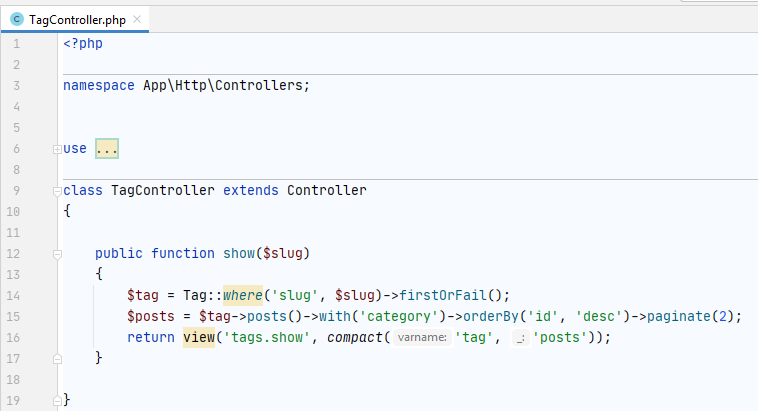 TagController.php
1 <?php
2
3 namespace App\Http\Controllers;
4
5
6 use ...
8
9 class TagController extends Controller
10 {
11
12 public function show($slug)
13 {
14 $tag = Tag::where('slug', $slug)->firstOrFail();
15 $posts = $tag->posts()->with('category')->orderBy('id', 'desc')->paginate(2);
16 return view('tags.show', compact( varname: 'tag', _: 'posts'));
17 }
18
19 }